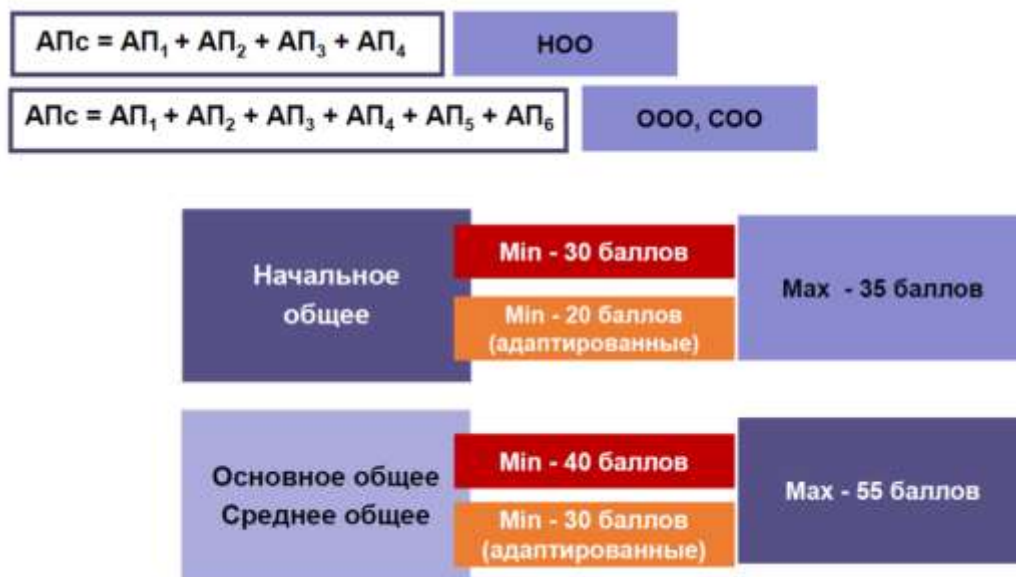 АПс = АП₁ + АП₂ + АП₃ + АП₄
НОО
АПс = АП₁ + АП₂ + АП₃ + АП₄ + АП₅ + АП₆
ООО, СОО
Начальное
общее
Min - 30 баллов
Min - 20 баллов
(адаптированные)
Max - 35 баллов
Основное общее
Среднее общее
Min - 40 баллов
Min - 30 баллов
(адаптированные)
Max - 55 баллов